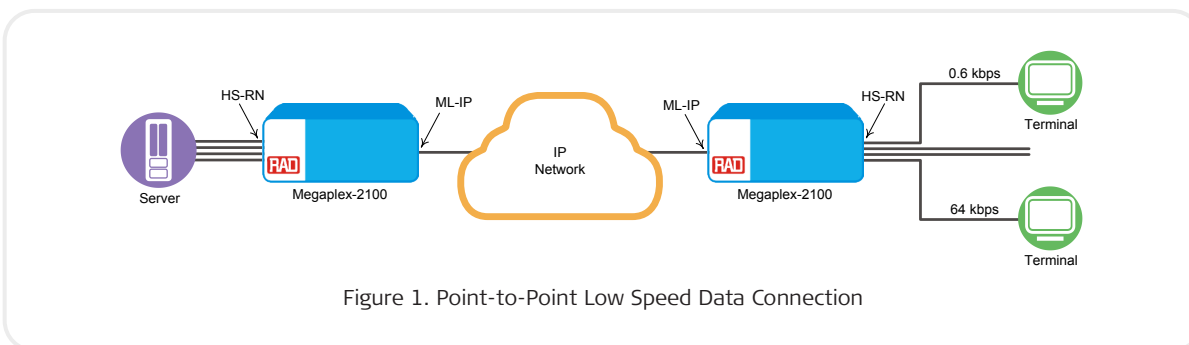 0.6 kbps
HS-RN
ML-IP
ML-IP
HS-RN
Terminal
IP
Network
RAD
RAD
Server
Megaplex-2100
Megaplex-2100
64 kbps
Terminal
Figure 1. Point-to-Point Low Speed Data Connection